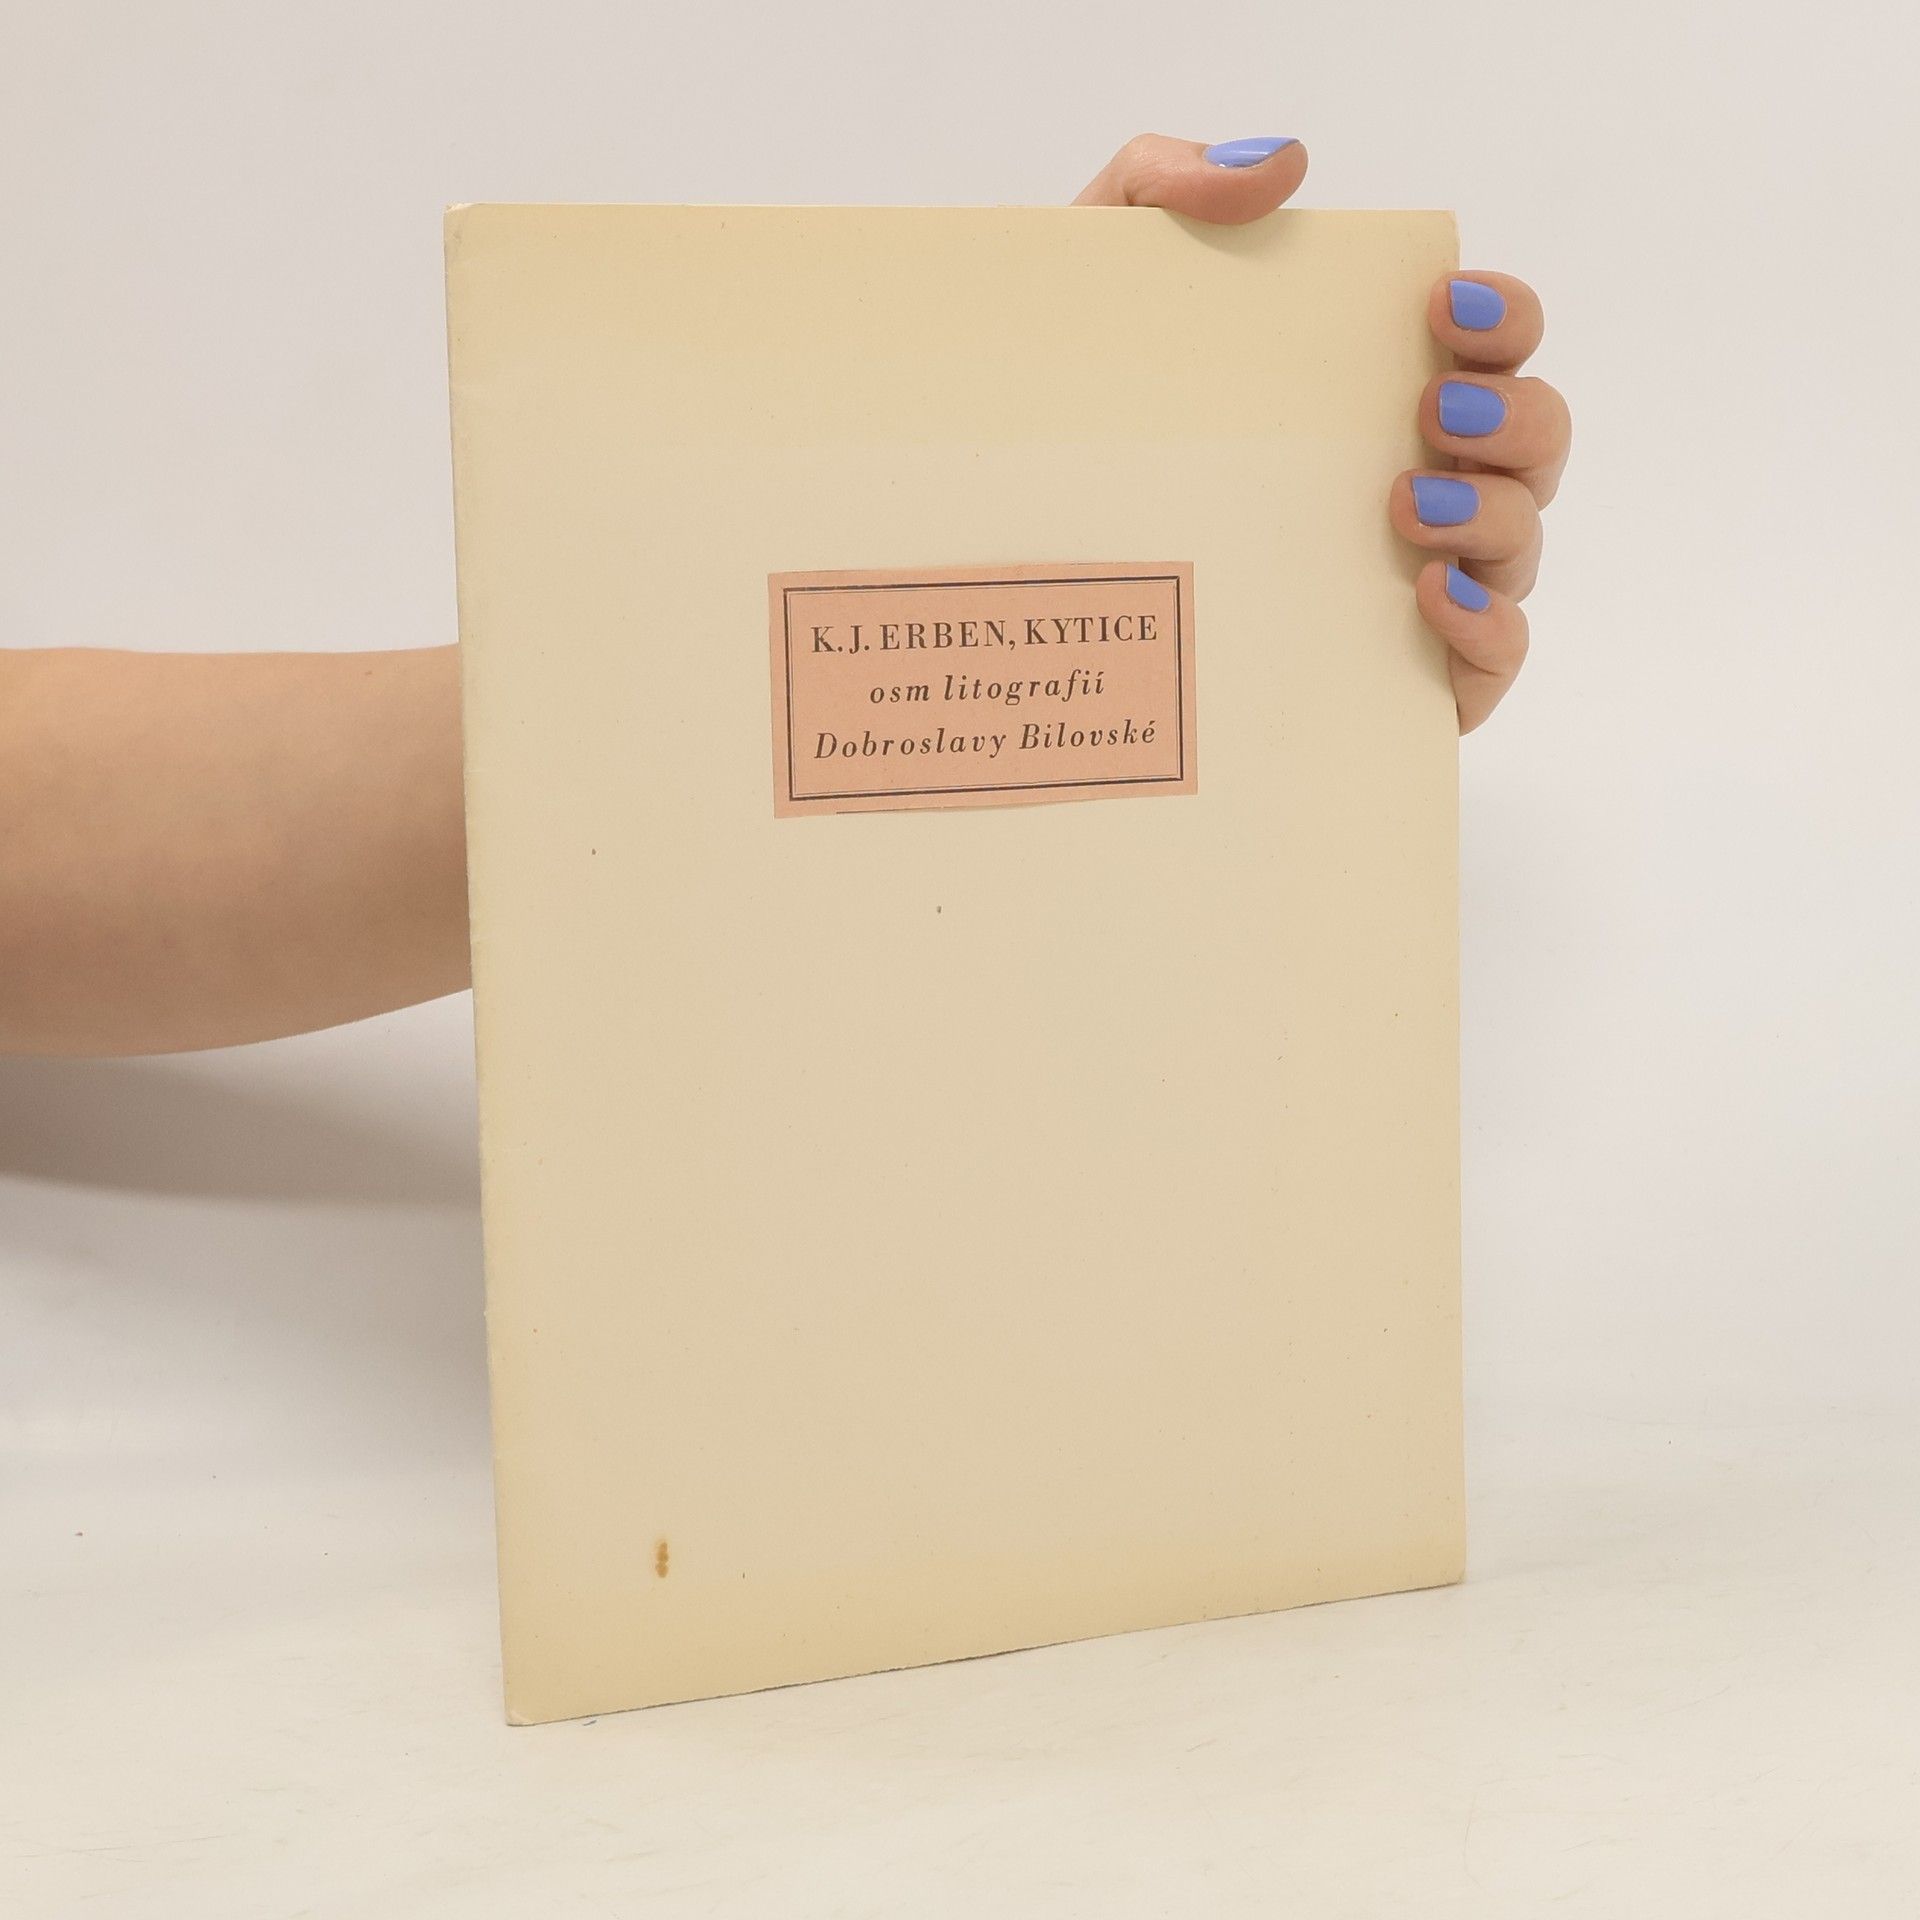 K. J. ERBEN, KYTICE
osm litografií
Dobroslavy Bilovské